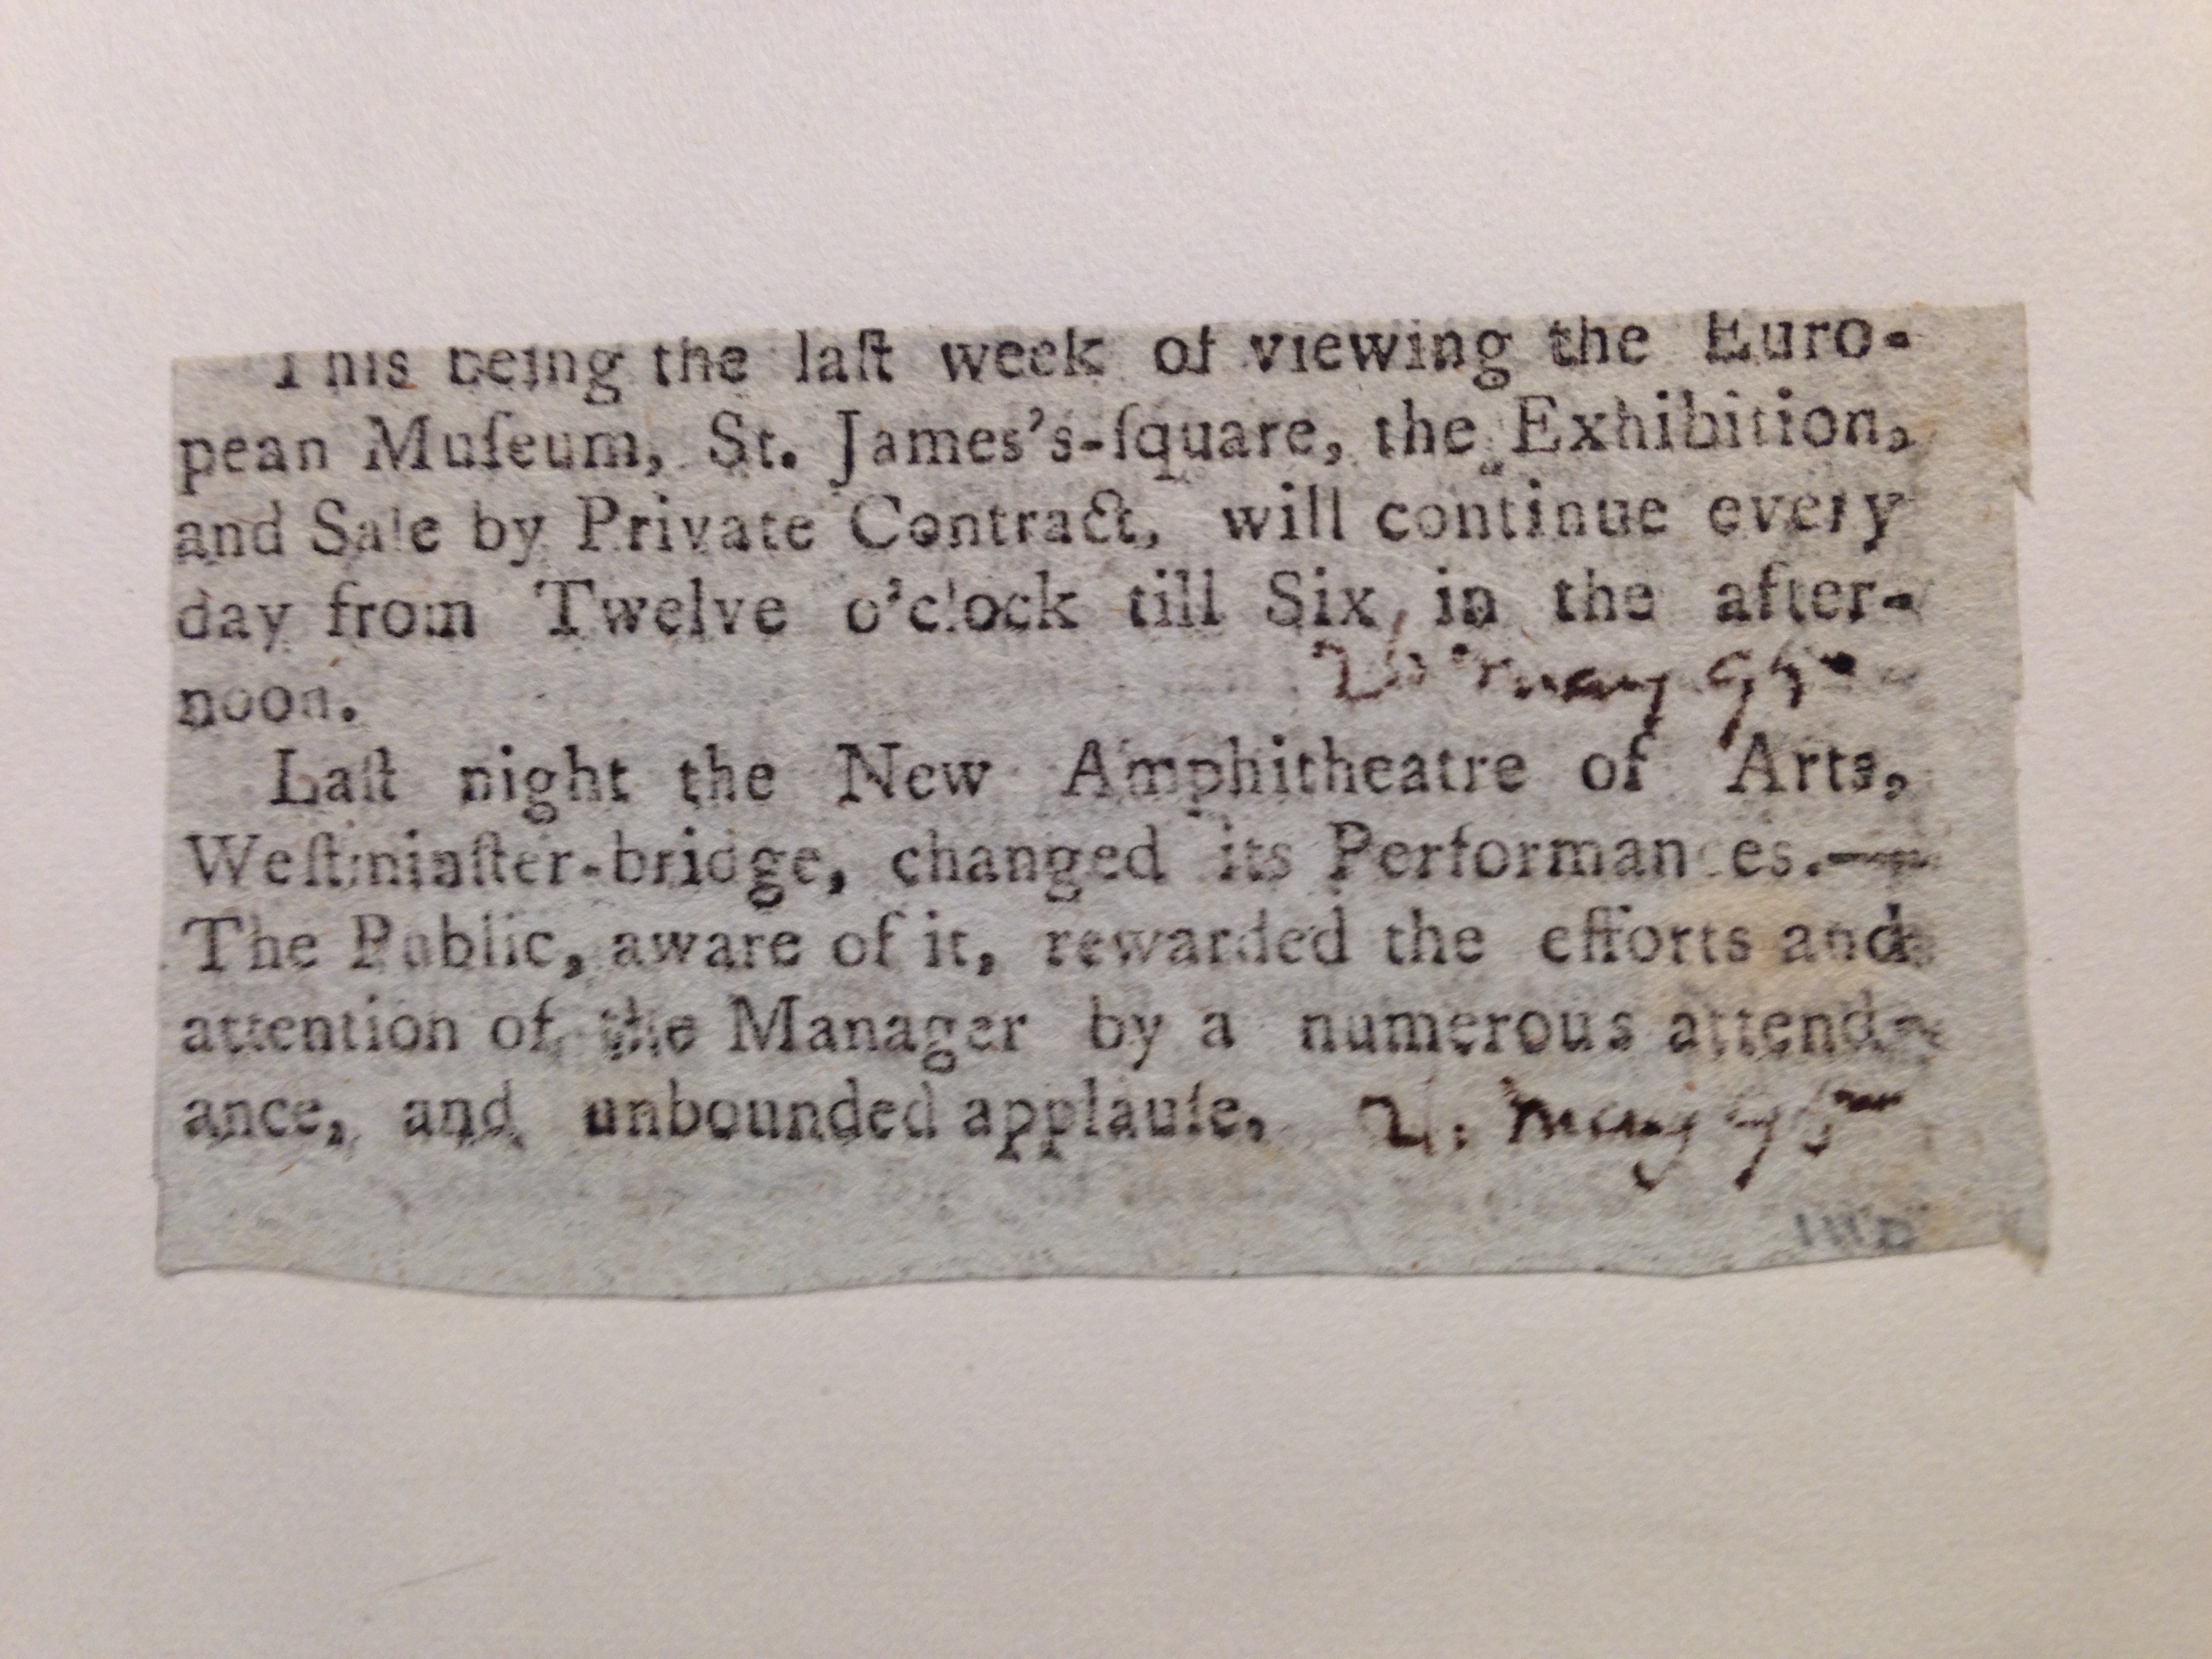 This being the laſt week of viewing the Euro-
pean Muſeum, St. James's-ſquare, the Exhibition,
and Sale by Private Contract, will continue every
day from Twelve o'clock till Six, in the after-
noon.
may 95
Laſt night the New Amphitheatre of Arts,
Weſtminſter-bridge, changed its Performances.—
The Public, aware of it, rewarded the efforts and
attention of the Manager by a numerous attend-
ance, and unbounded applauſe,
may 95